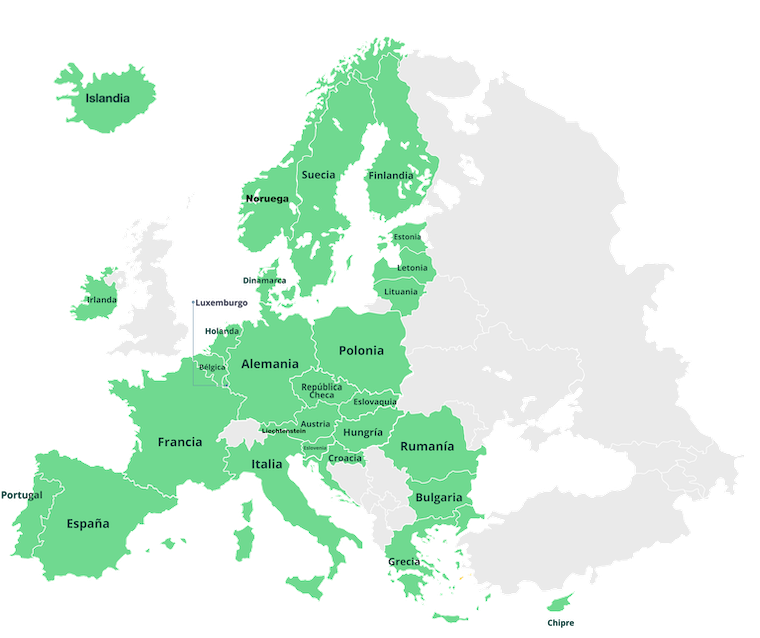 Islandia
Suecia
Finlandia
Noruega
Estonia
Letonia
Dinamarca
Lituania
Irlanda
Luxemburgo
Holanda
Polonia
Alemania
Bélgica
República
Checa
Eslovaquia
Austria
Liechtenstein
Hungría
Francia
Rumanía
Eslovenia
Croacia
Italia
Portugal
Bulgaria
España
Grecia
Chipre